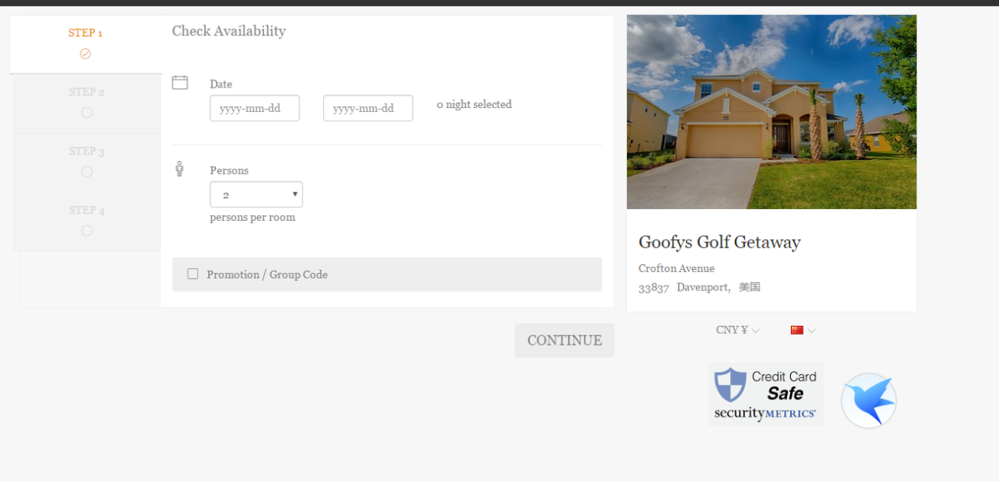 STEP 1
STEP 2
STEP 3
STEP 4
Check Availability
Date
yyyy-mm-dd yyyy-mm-dd 0 night selected
Persons
2
persons per room
Promotion / Group Code
CONTINUE
Goofys Golf Getaway
Crofton Avenue
33837 Davenport, 美国
CNY ¥
Credit Card
Safe
securityMETRICS®